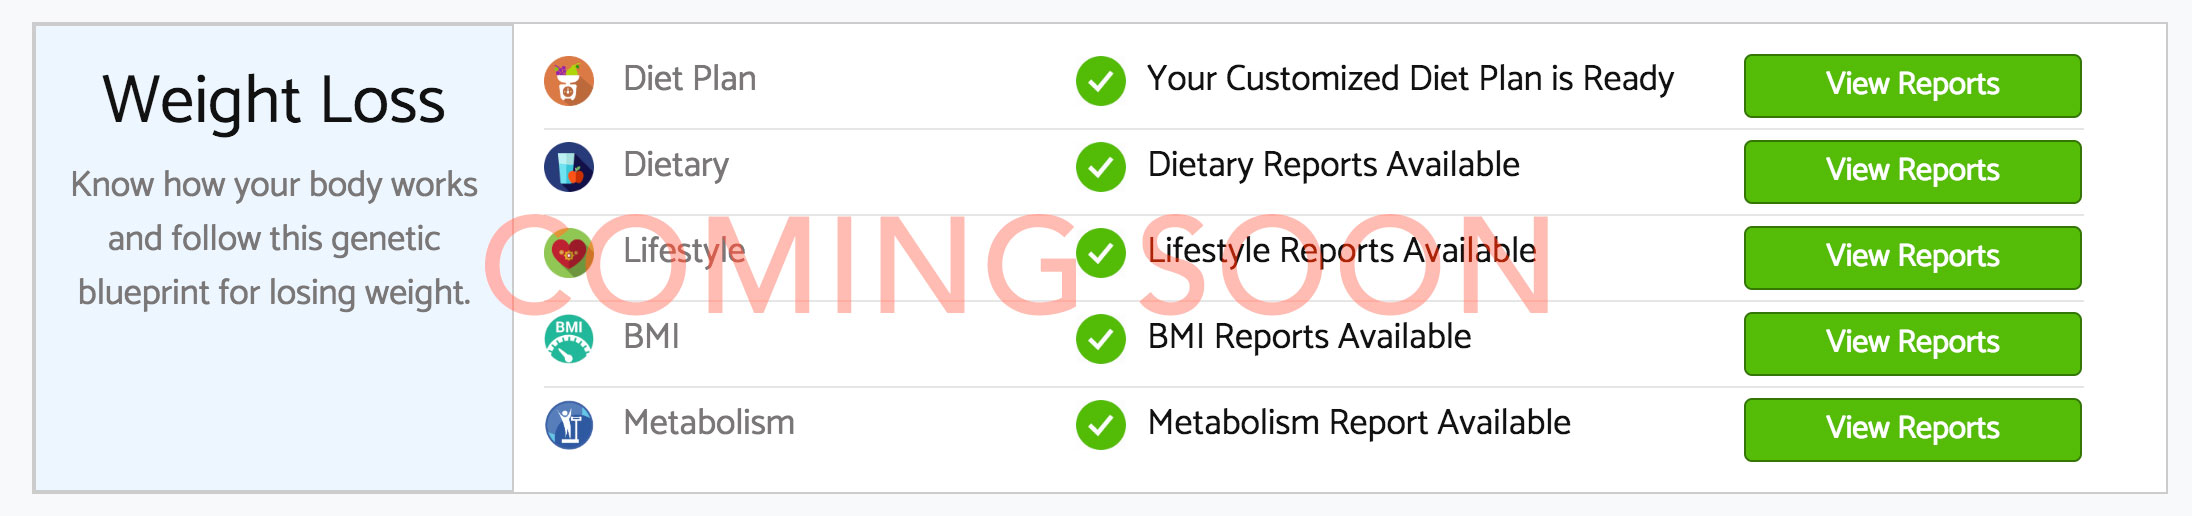 Weight Loss
Know how your body works
and follow this genetic
blueprint for losing weight.
Diet Plan Your Customized Diet Plan is Ready View Reports
Dietary Dietary Reports Available View Reports
COMING SOON
Lifestyle Lifestyle Reports Available View Reports
BMI BMI BMI Reports Available View Reports
Metabolism Metabolism Report Available View Reports